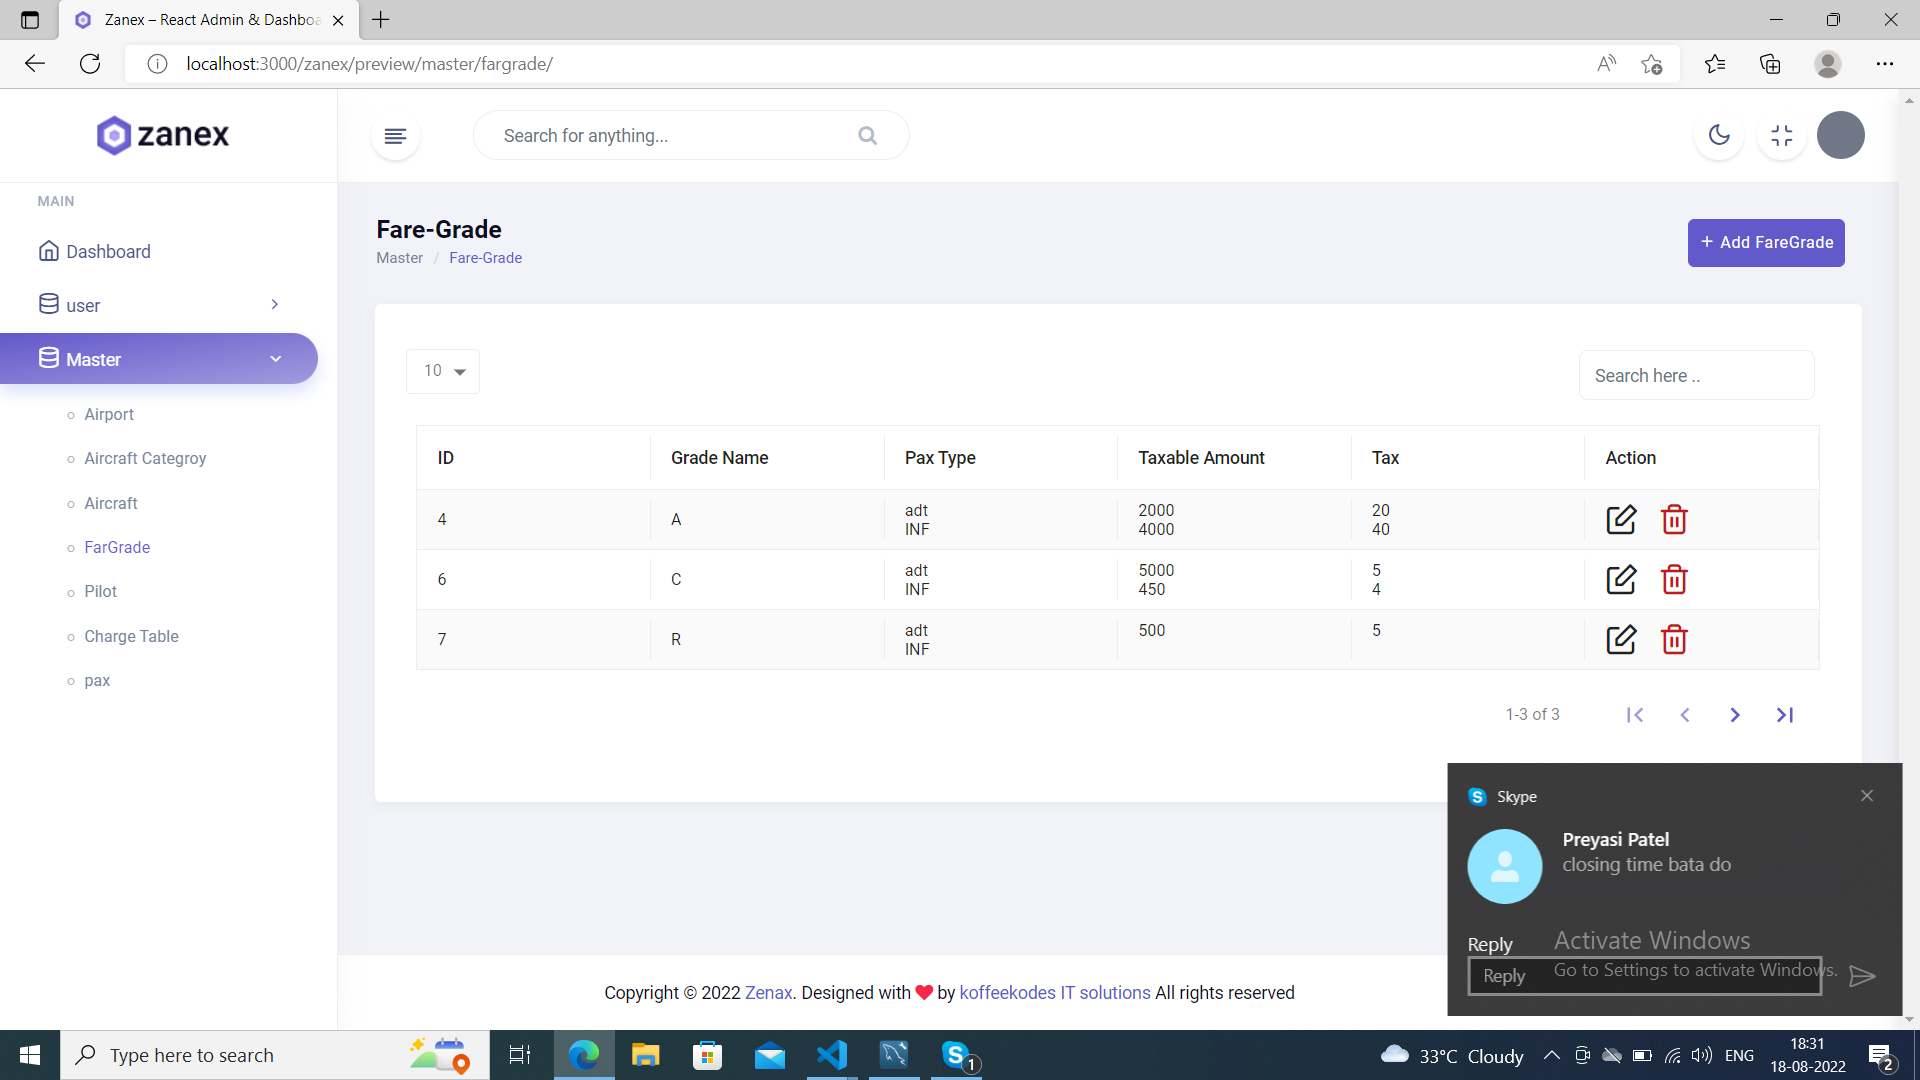 Zanex – React Admin & Dashboa
localhost:3000/zanex/preview/master/fargrade/
zanex
Search for anything...
MAIN
Dashboard
user
Master
Airport
Aircraft Categroy
Aircraft
FarGrade
Pilot
Charge Table
pax
Fare-Grade
Master / Fare-Grade
+ Add FareGrade
10
Search here ..
ID Grade Name Pax Type Taxable Amount Tax Action
4 A adt 2000 20
INF 4000 40
6 C adt 5000 5
INF 450 4
7 R adt 500 5
INF
1-3 of 3
Skype
Preyasi Patel
closing time bata do
Reply
Reply
Activate Windows
Go to Settings to activate Windows.
Copyright © 2022 Zenax. Designed with ❤ by koffeekodes IT solutions All rights reserved
Type here to search
1
33°C Cloudy
ENG
18:31
18-08-2022
2